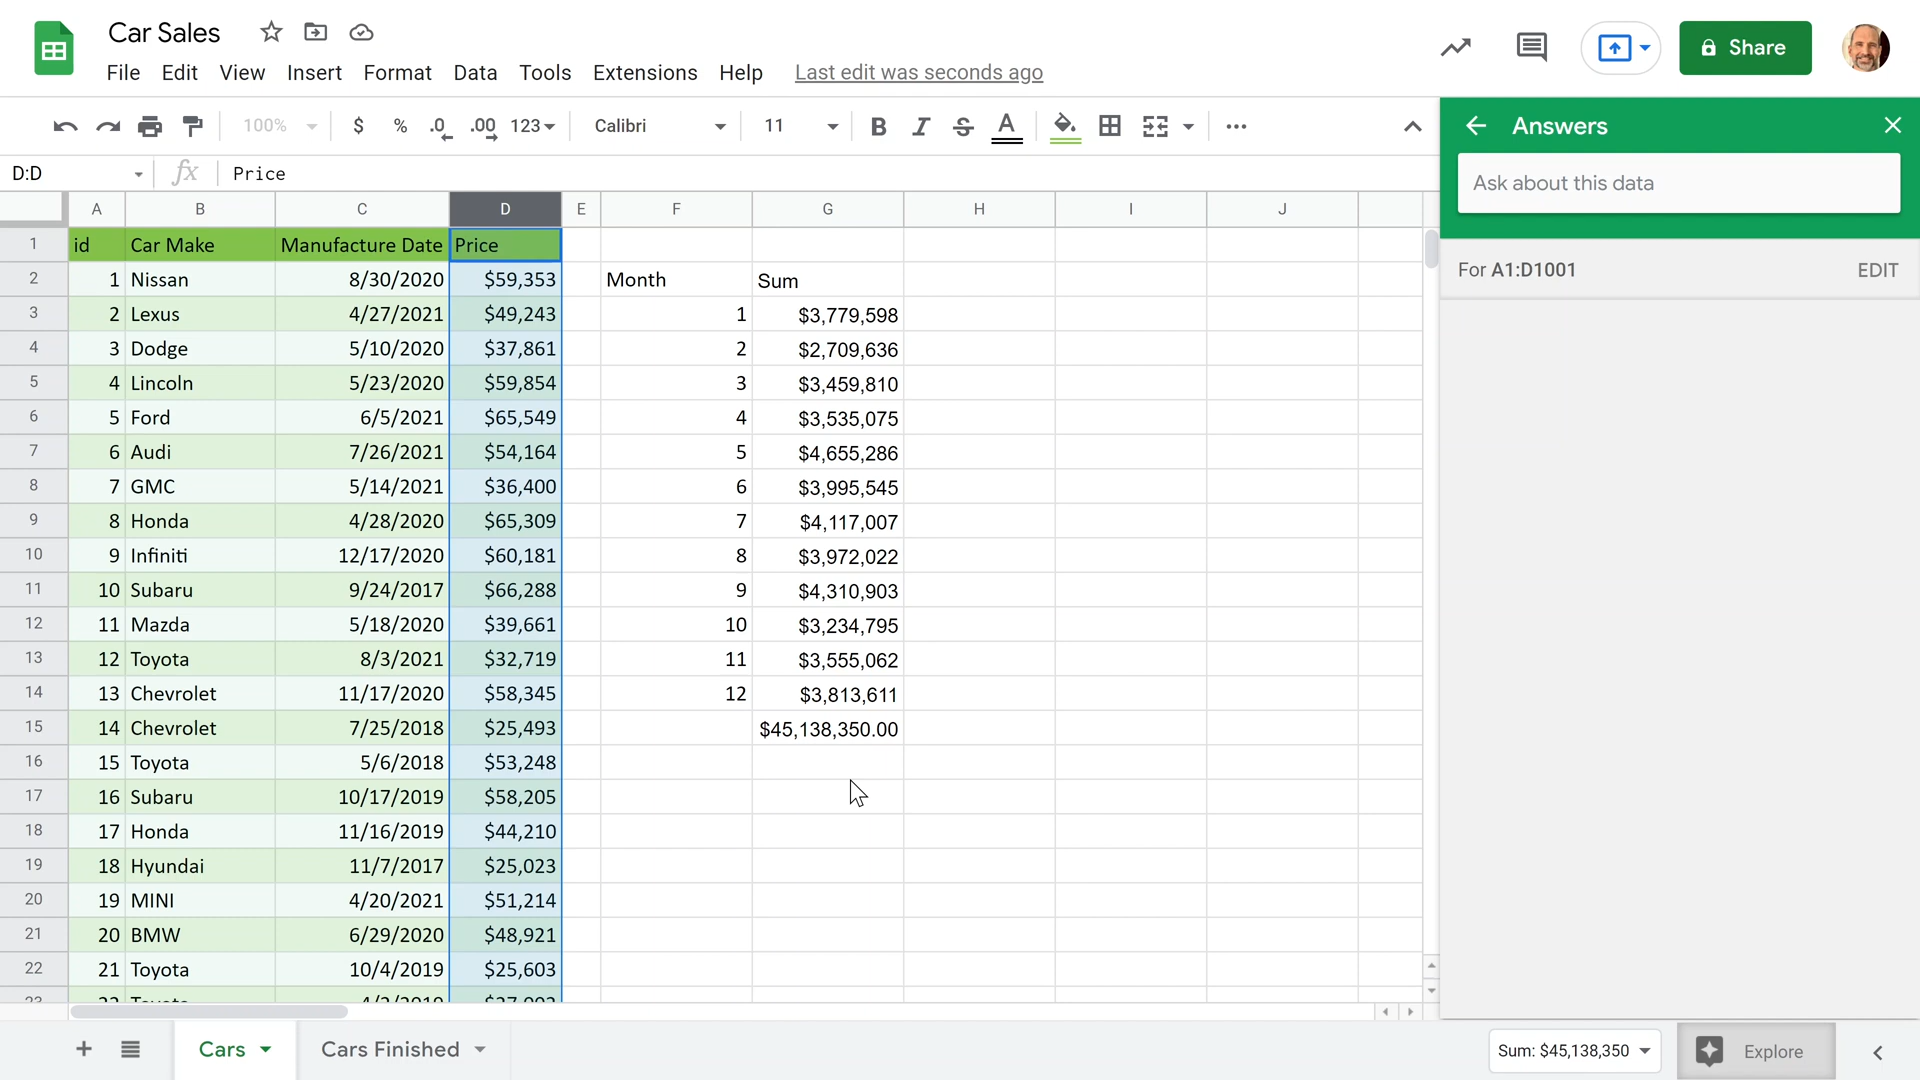 Car Sales
File Edit View Insert Format Data Tools Extensions Help Last edit was seconds ago
Share
100% $ % .0 .00 123 Calibri 11 B I S A
Answers
Ask about this data
For A1:D1001 EDIT
D:D fx Price
A B C D E F G H I J
1 id Car Make Manufacture Date Price
2 1 Nissan 8/30/2020 $59,353 Month Sum
3 2 Lexus 4/27/2021 $49,243 1 $3,779,598
4 3 Dodge 5/10/2020 $37,861 2 $2,709,636
5 4 Lincoln 5/23/2020 $59,854 3 $3,459,810
6 5 Ford 6/5/2021 $65,549 4 $3,535,075
7 6 Audi 7/26/2021 $54,164 5 $4,655,286
8 7 GMC 5/14/2021 $36,400 6 $3,995,545
9 8 Honda 4/28/2020 $65,309 7 $4,117,007
10 9 Infiniti 12/17/2020 $60,181 8 $3,972,022
11 10 Subaru 9/24/2017 $66,288 9 $4,310,903
12 11 Mazda 5/18/2020 $39,661 10 $3,234,795
13 12 Toyota 8/3/2021 $32,719 11 $3,555,062
14 13 Chevrolet 11/17/2020 $58,345 12 $3,813,611
15 14 Chevrolet 7/25/2018 $25,493 $45,138,350.00
16 15 Toyota 5/6/2018 $53,248
17 16 Subaru 10/17/2019 $58,205
18 17 Honda 11/16/2019 $44,210
19 18 Hyundai 11/7/2017 $25,023
20 19 MINI 4/20/2021 $51,214
21 20 BMW 6/29/2020 $48,921
22 21 Toyota 10/4/2019 $25,603
Cars Cars Finished
Sum: $45,138,350 Explore